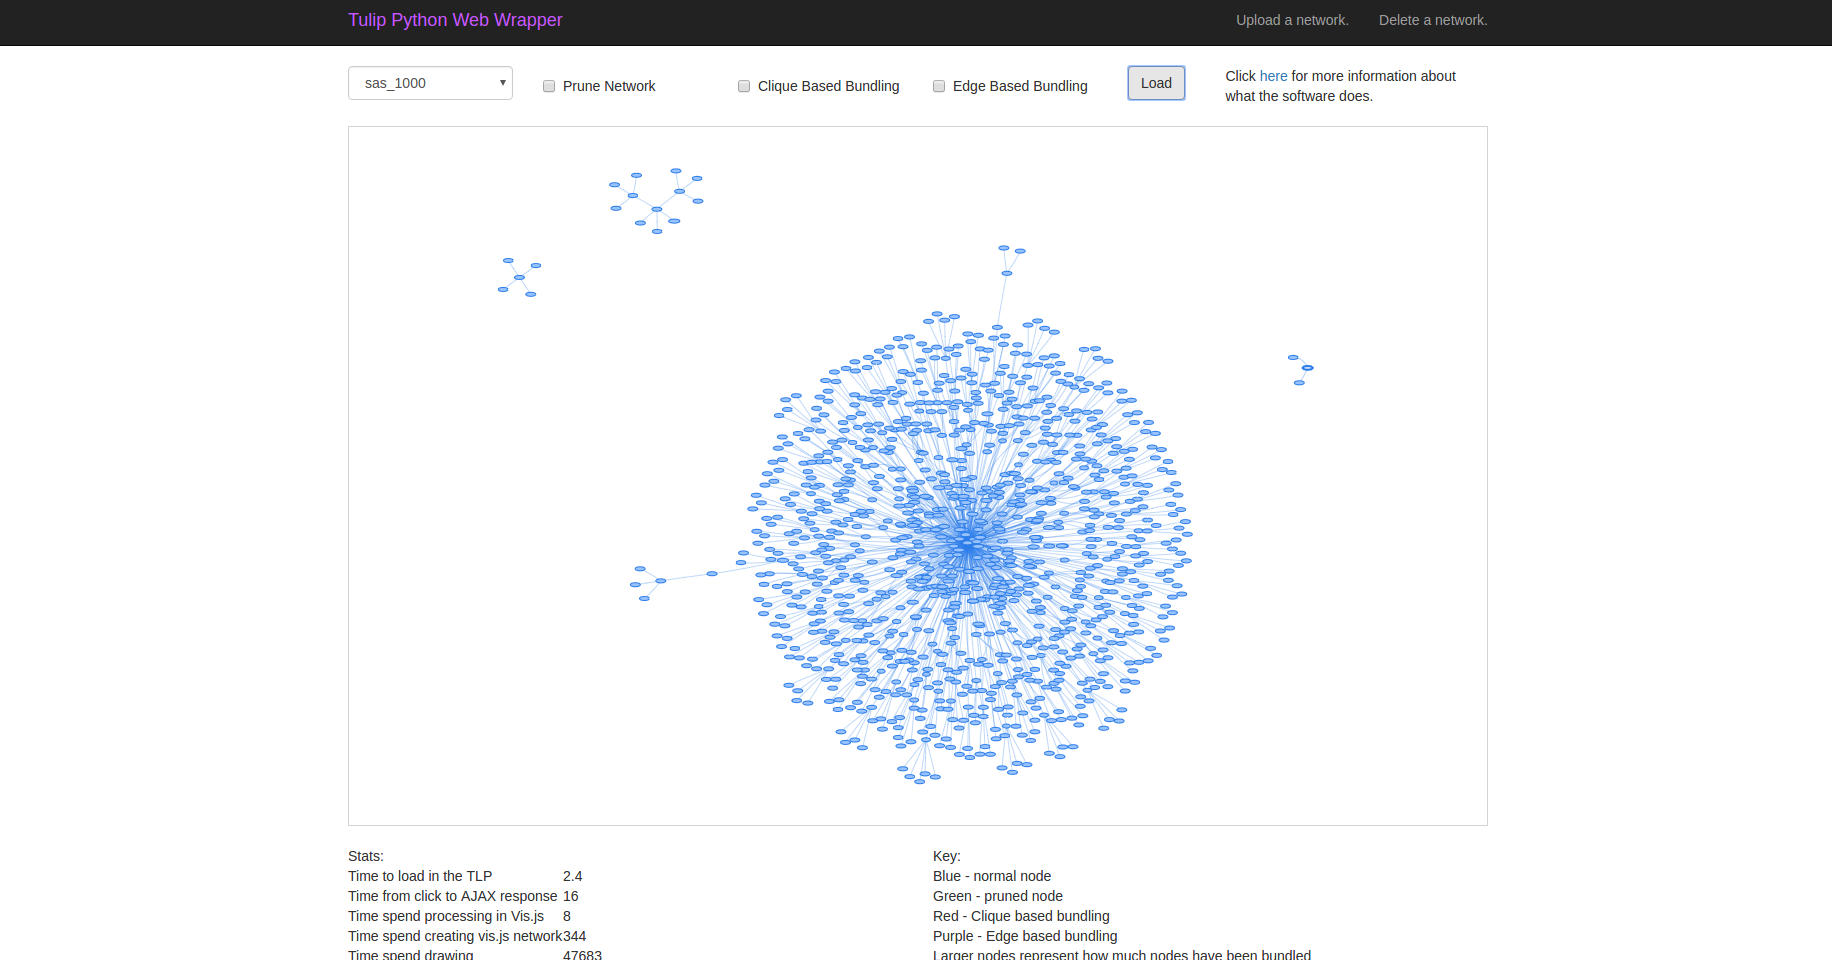 Tulip Python Web Wrapper
Upload a network.
Delete a network.
sas_1000
Prune Network
Clique Based Bundling
Edge Based Bundling
Load
Click here for more information about
what the software does.
Stats:
Time to load in the TLP 2.4
Time from click to AJAX response 16
Time spend processing in Vis.js 8
Time spend creating vis.js network 344
Time spend drawing 47683
Key:
Blue - normal node
Green - pruned node
Red - Clique based bundling
Purple - Edge based bundling
Larger nodes represent how much nodes have been bundled